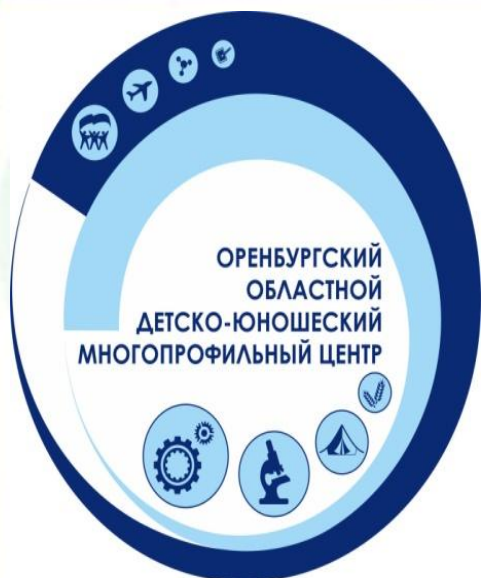 ОРЕНБУРГСКИЙ
ОБЛАСТНОЙ
ДЕТСКО-ЮНОШЕСКИЙ
МНОГОПРОФИЛЬНЫЙ ЦЕНТР